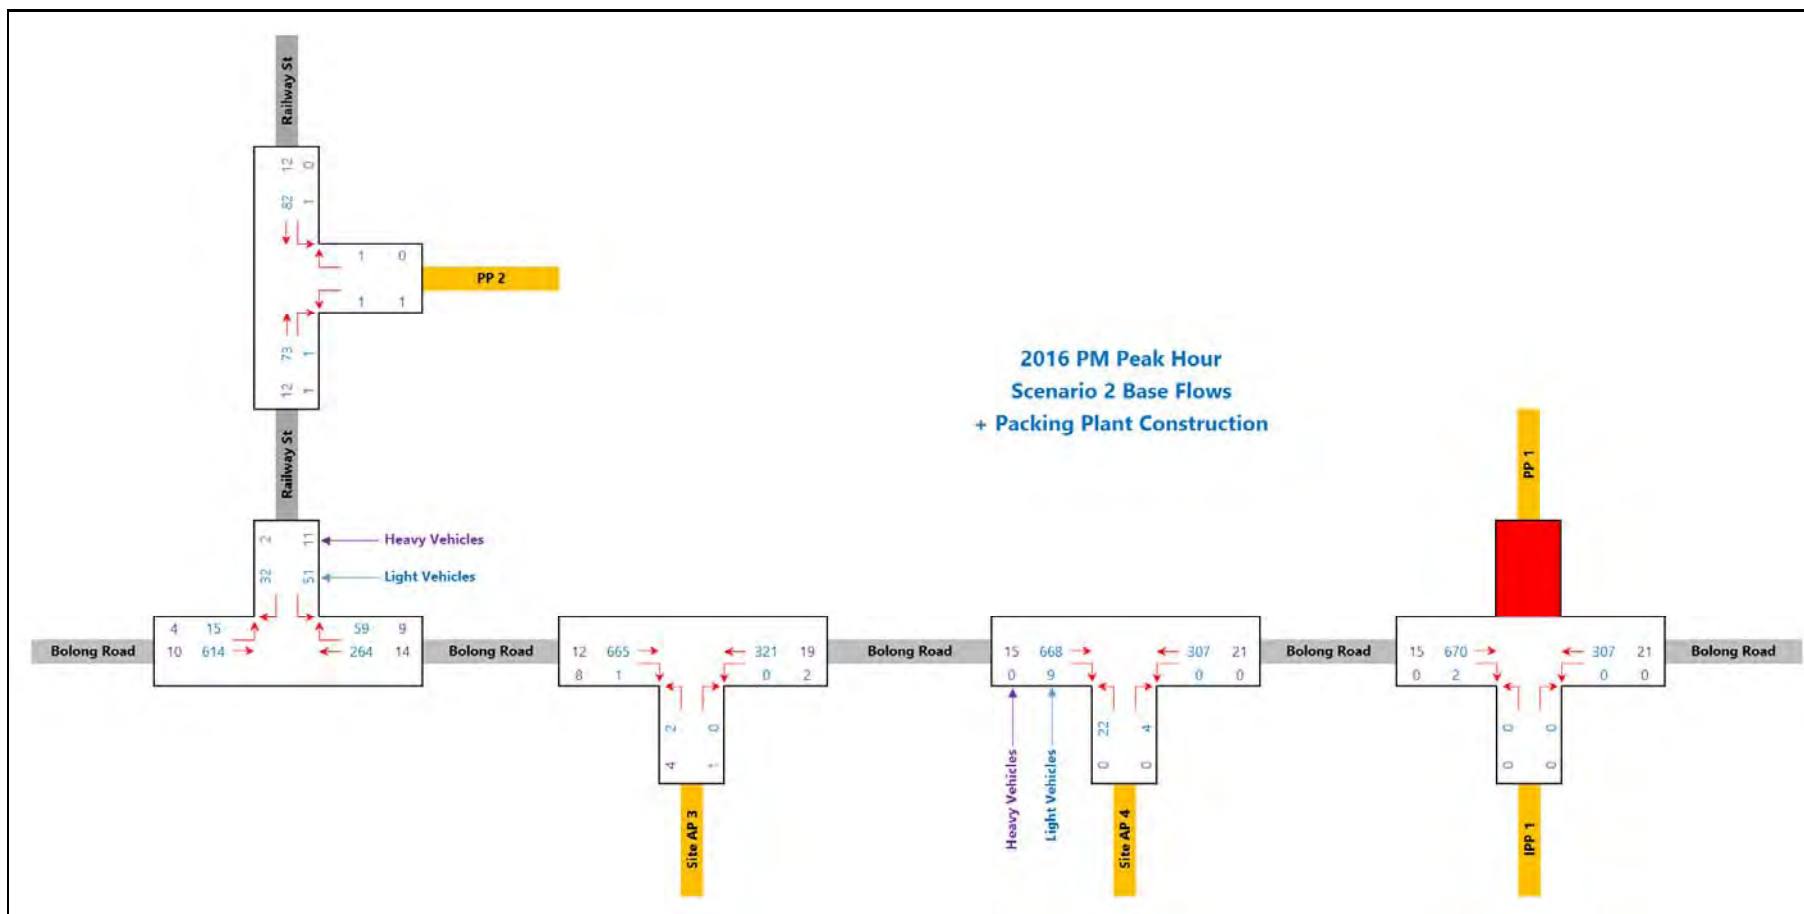 Railway St
12 0
82 1
1 0
PP 2
1 1
73 1
12 1
Railway St
2016 PM Peak Hour
Scenario 2 Base Flows
+ Packing Plant Construction
PP 1
2 11
Heavy Vehicles
32 51
Light Vehicles
4 15 59 9
Bolong Road
10 614 264 14
Bolong Road
12 665 321 19
8 1 0 2
Bolong Road
15 668 307 21
0 9 0 0
Bolong Road
15 670 307 21
0 2 0 0
Bolong Road
2 0
4 1
Site AP 3
Heavy Vehicles
Light Vehicles
22 4
0 0
Site AP 4
0 0
0 0
IPP 1